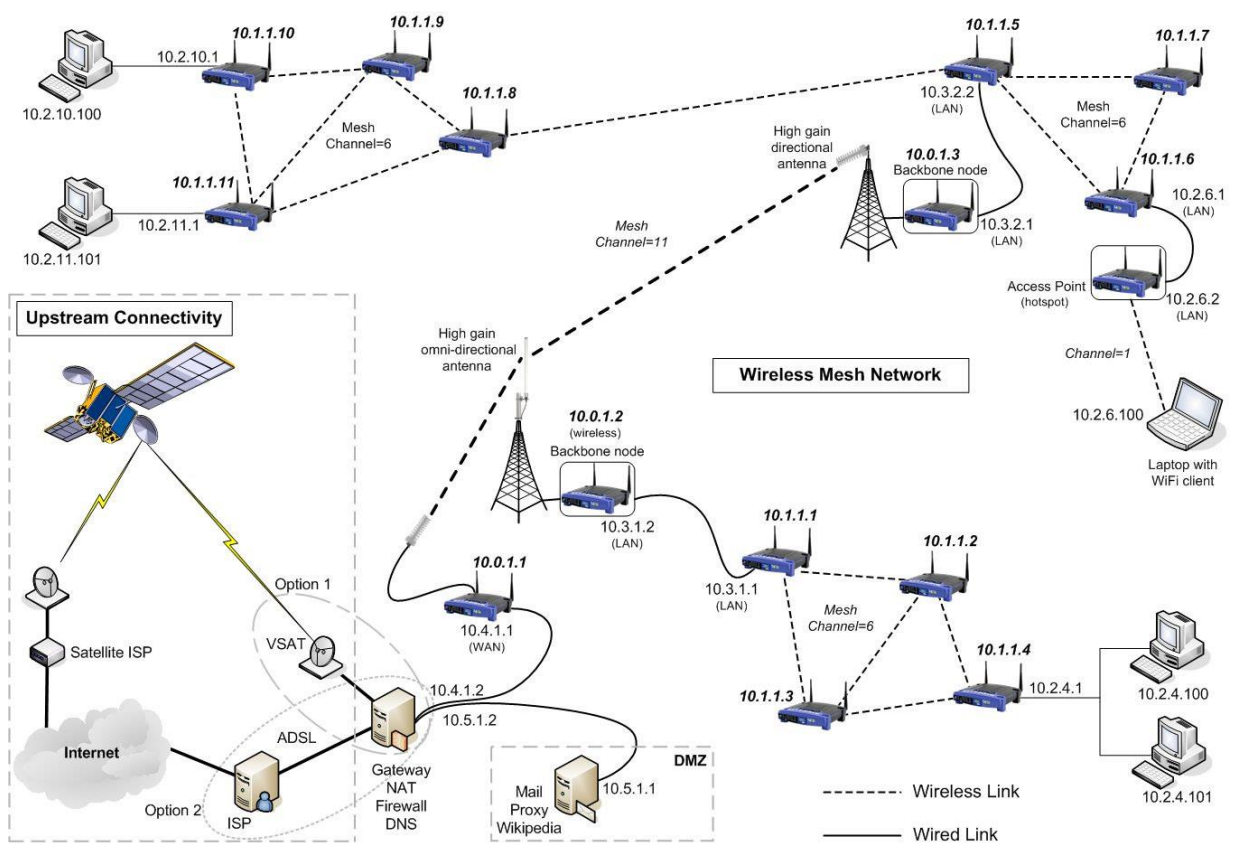 10.1.1.10
10.1.1.9
10.2.10.1
10.2.10.100
10.1.1.8
Mesh
Channel=6
10.1.1.11
10.2.11.1
10.2.11.101
10.1.1.5
10.1.1.7
10.3.2.2
(LAN)
Mesh
Channel=6
High gain
directional
antenna
10.0.1.3
Backbone node
10.3.2.1
(LAN)
10.1.1.6
10.2.6.1
(LAN)
Access Point
(hotspot)
10.2.6.2
(LAN)
Channel=1
10.2.6.100
Laptop with
WiFi client
Mesh
Channel=11
Upstream Connectivity
High gain
omni-directional
antenna
Wireless Mesh Network
10.0.1.2
(wireless)
Backbone node
10.3.1.2
(LAN)
10.1.1.1
10.3.1.1
(LAN)
10.1.1.2
Mesh
Channel=6
10.1.1.3
10.1.1.4
10.2.4.1
10.2.4.100
10.2.4.101
10.0.1.1
10.4.1.1
(WAN)
Option 1
VSAT
Satellite ISP
10.4.1.2
10.5.1.2
Internet
ADSL
Gateway
NAT
Firewall
DNS
Option 2
ISP
DMZ
Mail
Proxy
Wikipedia
10.5.1.1
Wireless Link
Wired Link